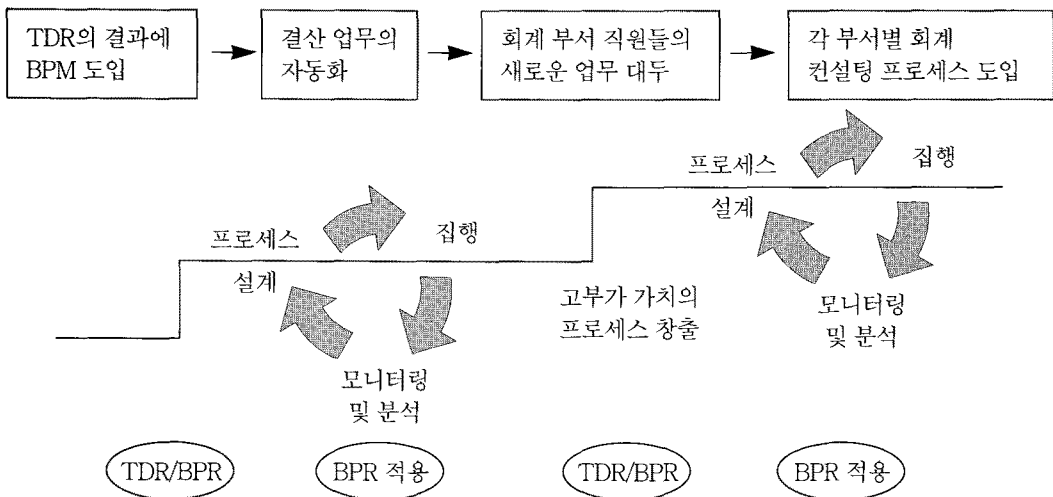 TDR의 결과에
BPM 도입
결산 업무의
자동화
회계 부서 직원들의
새로운 업무 대두
각 부서별 회계
컨설팅 프로세스 도입
프로세스
설계
집행
모니터링
및 분석
고부가 가치의
프로세스 창출
프로세스
설계
집행
모니터링
및 분석
TDR/BPR
BPR 적용
TDR/BPR
BPR 적용